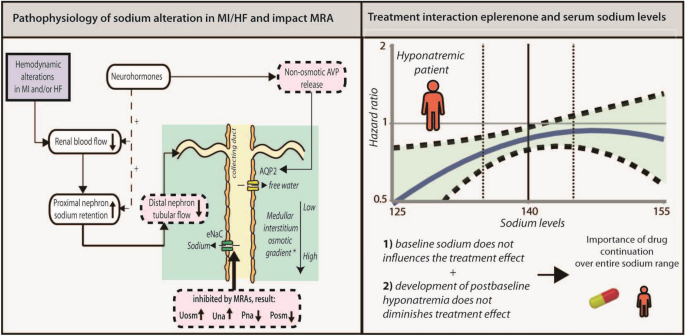 Pathophysiology of sodium alteration in MI/HF and impact MRA
Hemodynamic
alterations
in MI and/or HF
Neurohormones
Non-osmotic AVP
release
+
+
Renal blood flow
Proximal nephron
sodium retention
Distal nephron
tubular flow
collecting duct
AQP2
free water
eNaC
Sodium
Medullar
interstitium
osmotic
gradient *
Low
High
inhibited by MRAs, result:
Uosm Una Pna Posm
Treatment interaction eplerenone and serum sodium levels
Hyponatremic
patient
Hazard ratio
2
1
0.5
125 140 155
Sodium levels
1) baseline sodium does not
influences the treatment effect
+
2) development of postbaseline
hyponatremia does not
diminishes treatment effect
Importance of drug
continuation
over entire sodium range